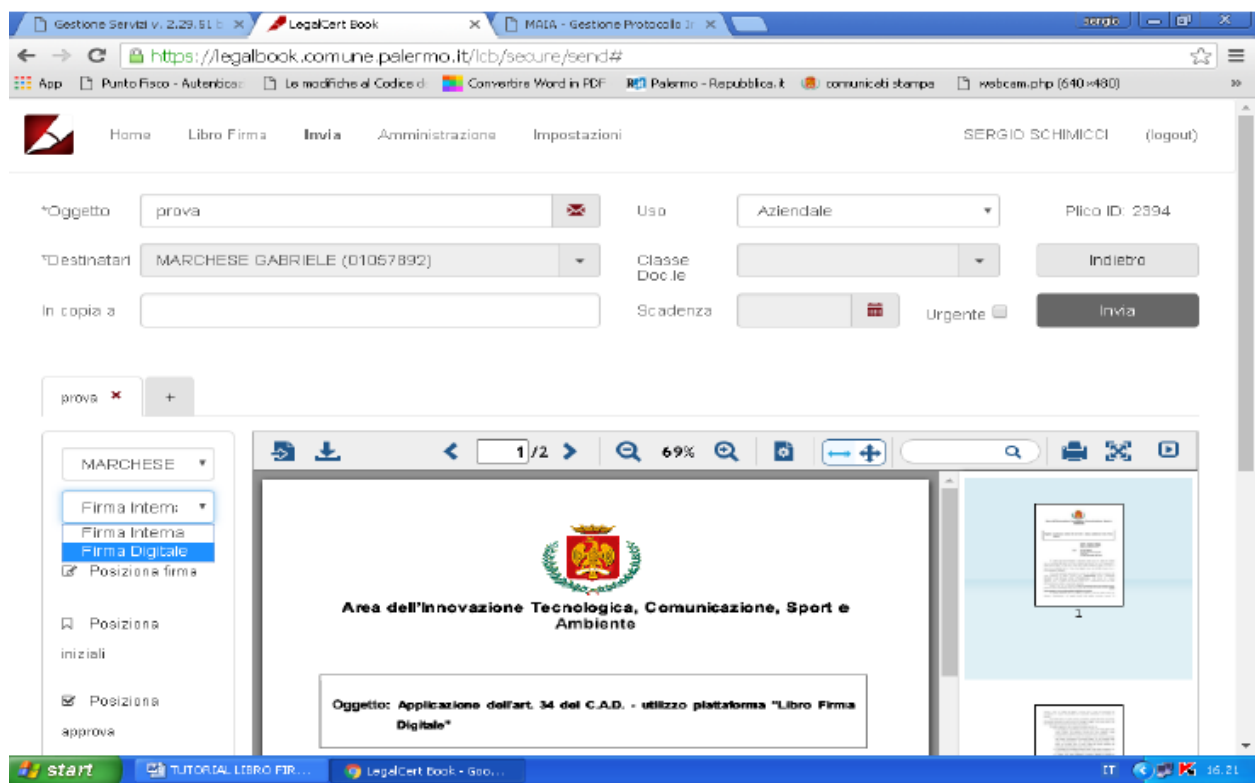 Gestione Servizi v. 2.29.51 b
LegalCert Book
MAIA - Gestione Protocollo Ir
sergio
https://legalbook.comune.palermo.it/lcb/secure/send#
App Punto Fisco - Autenticaz Le modifiche al Codice d Convertire Word in PDF Palermo - Repubblica.it comunicati stampa webcam.php (640×480)
Home Libro Firma Invia Amministrazione Impostazioni SERGIO SCHIMICCI (logout)
*Oggetto prova Uso Aziendale Plico ID: 2394
*Destinatari MARCHESE GABRIELE (01057892) Classe Doc.le Indietro
In copia a Scadenza Urgente Invia
prova +
MARCHESE
1 /2 69%
Firma Intern
Firma Interna
Firma Digitale
Posiziona firma
Posiziona
iniziali
Posiziona
approva
Area dell'Innovazione Tecnologica, Comunicazione, Sport e
Ambiente
Oggetto: Applicazione dell'art. 34 del C.A.D. - utilizzo piattaforma "Libro Firma
Digitale"
1
start TUTORIAL LIBRO FIR... LegalCert Book - Goo... IT 16.21